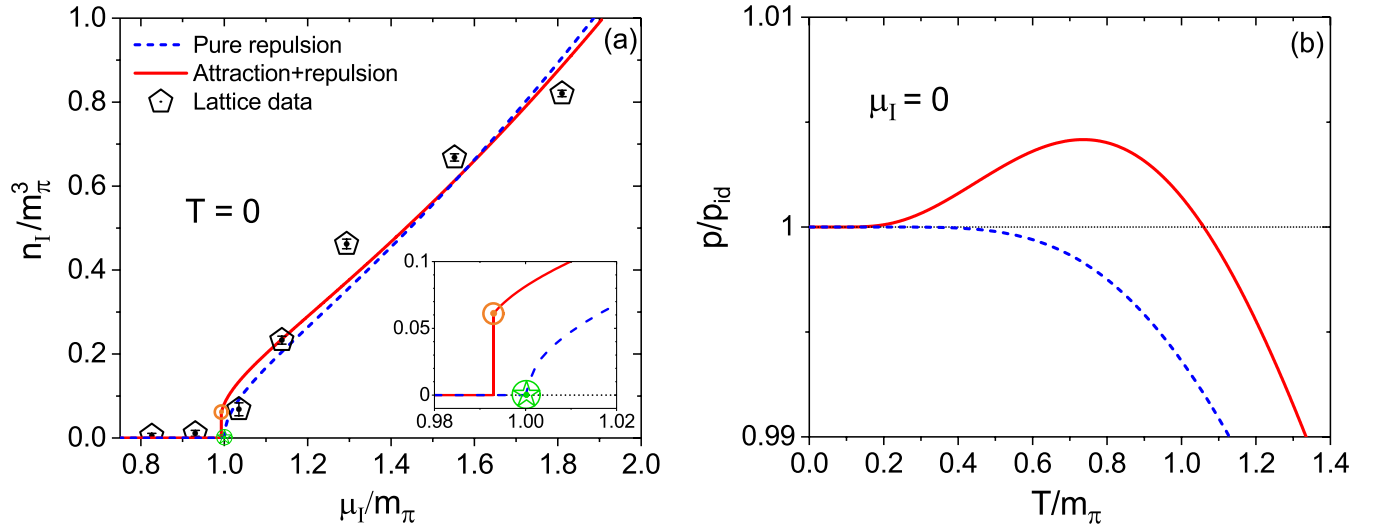 (a)
Pure repulsion
Attraction+repulsion
Lattice data
T = 0
n_I/m_π^3
1.0
0.8
0.6
0.4
0.2
0.0
0.8 1.0 1.2 1.4 1.6 1.8 2.0
μ_I/m_π
0.1
0.05
0
0.98 1.00 1.02
(b)
μ_I = 0
p/p_id
1.01
1
0.99
0.0 0.2 0.4 0.6 0.8 1.0 1.2 1.4
T/m_π